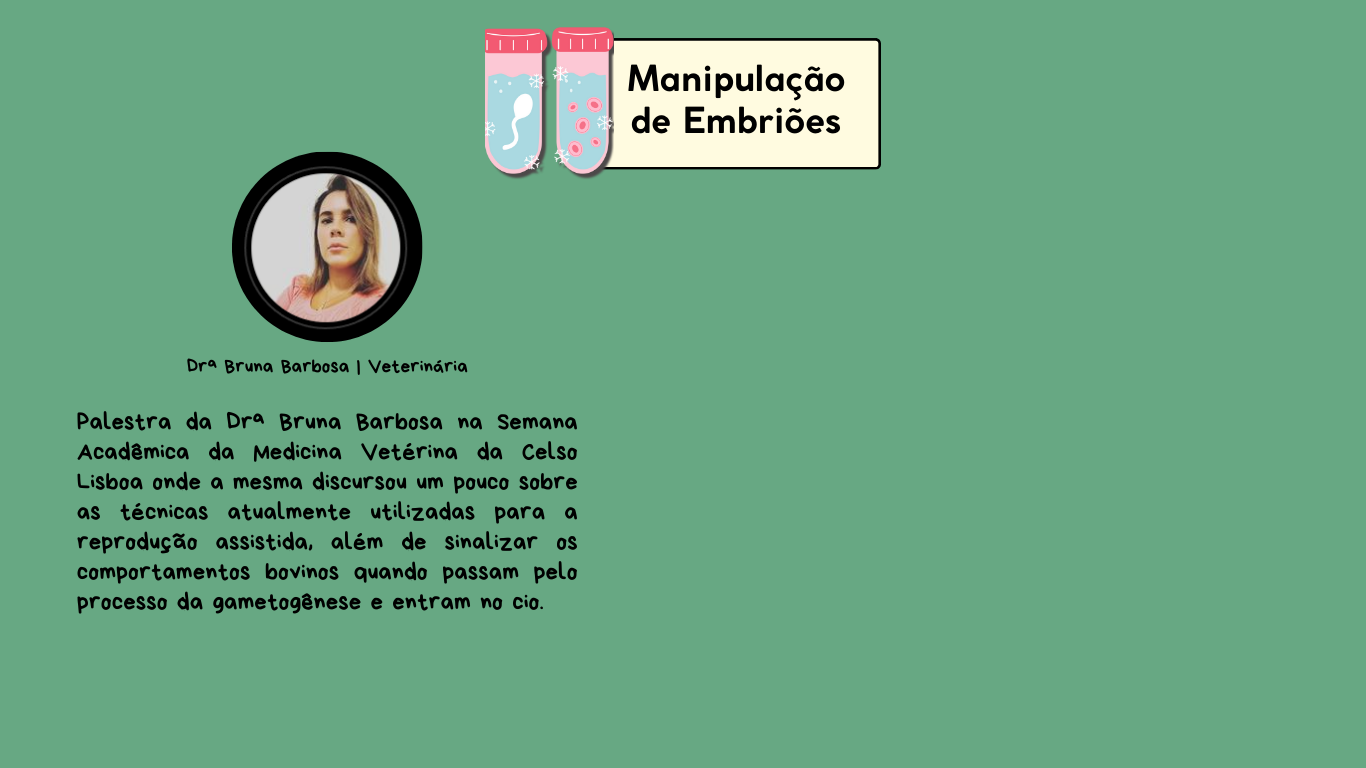 Manipulação
de Embriões
Drª Bruna Barbosa | Veterinária
Palestra da Drª Bruna Barbosa na Semana
Acadêmica da Medicina Vetérina da Celso
Lisboa onde a mesma discursou um pouco sobre
as técnicas atualmente utilizadas para a
reprodução assistida, além de sinalizar os
comportamentos bovinos quando passam pelo
processo da gametogênese e entram no cio.